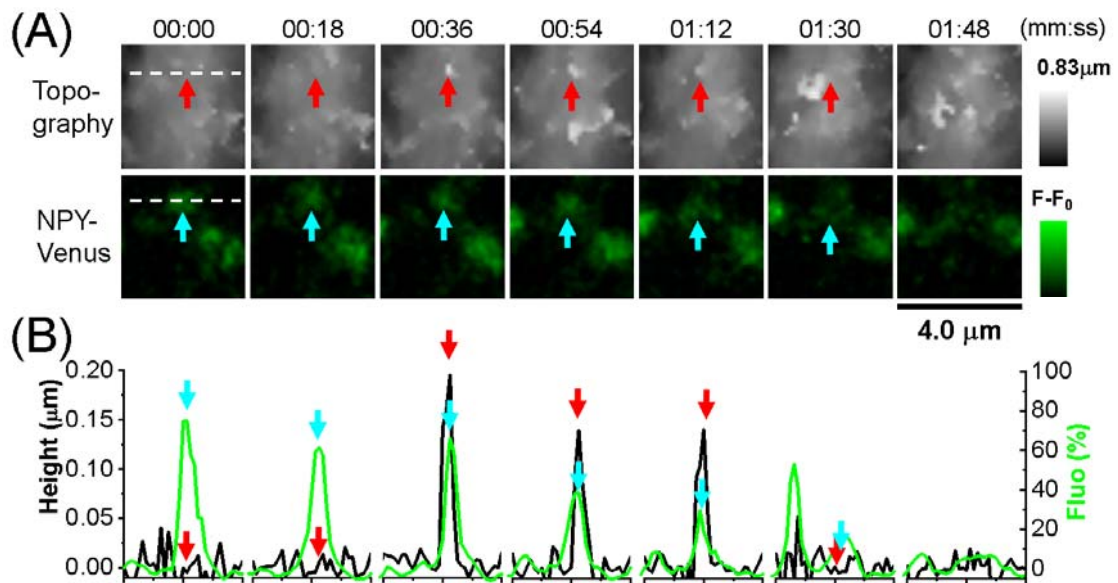 (A)
00:00 00:18 00:36 00:54 01:12 01:30 01:48 (mm:ss)
Topo-
graphy
0.83μm
NPY-
Venus
F-F0
4.0 μm
(B)
Height (μm)
0.20
0.15
0.10
0.05
0.00
100
80
60
40
20
0
Fluo (%)